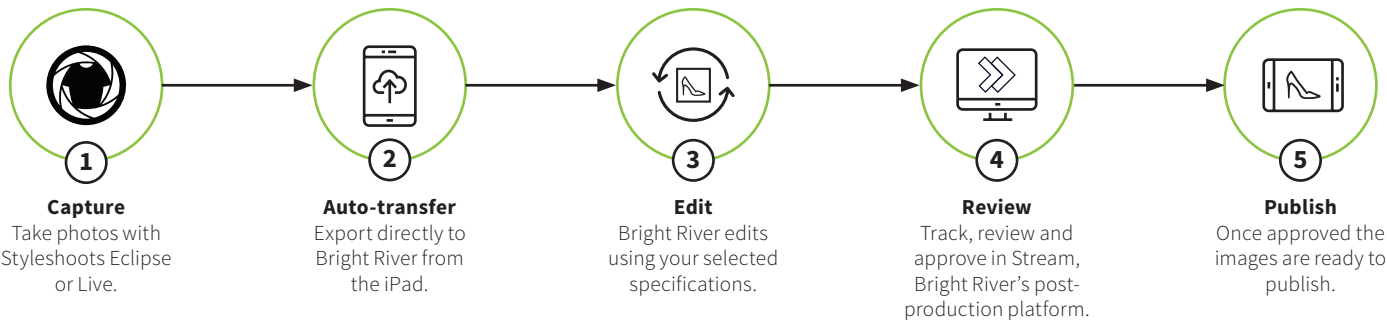 1
Capture
Take photos with
Styleshoots Eclipse
or Live.
2
Auto-transfer
Export directly to
Bright River from
the iPad.
3
Edit
Bright River edits
using your selected
specifications.
4
Review
Track, review and
approve in Stream,
Bright River’s post-
production platform.
5
Publish
Once approved the
images are ready to
publish.